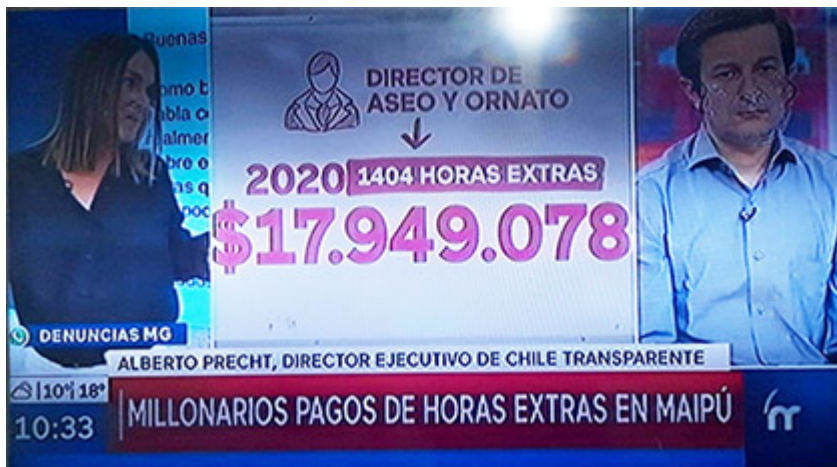 Buenas
DIRECTOR DE
ASEO Y ORNATO
2020 1404 HORAS EXTRAS
$17.949.078
DENUNCIAS MG
ALBERTO PRECHT, DIRECTOR EJECUTIVO DE CHILE TRANSPARENTE
10° 18°
10:33
MILLONARIOS PAGOS DE HORAS EXTRAS EN MAIPÚ